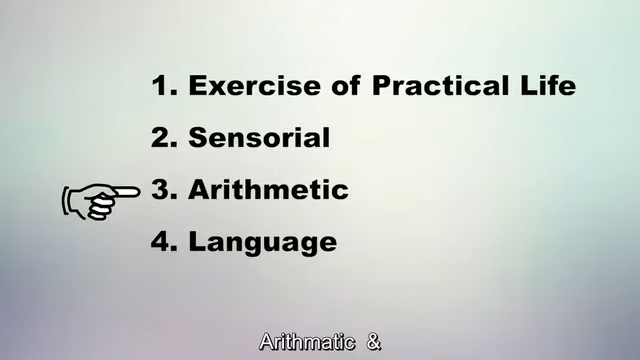 1. Exercise of Practical Life
2. Sensorial
3. Arithmetic
4. Language
Arithmatic &